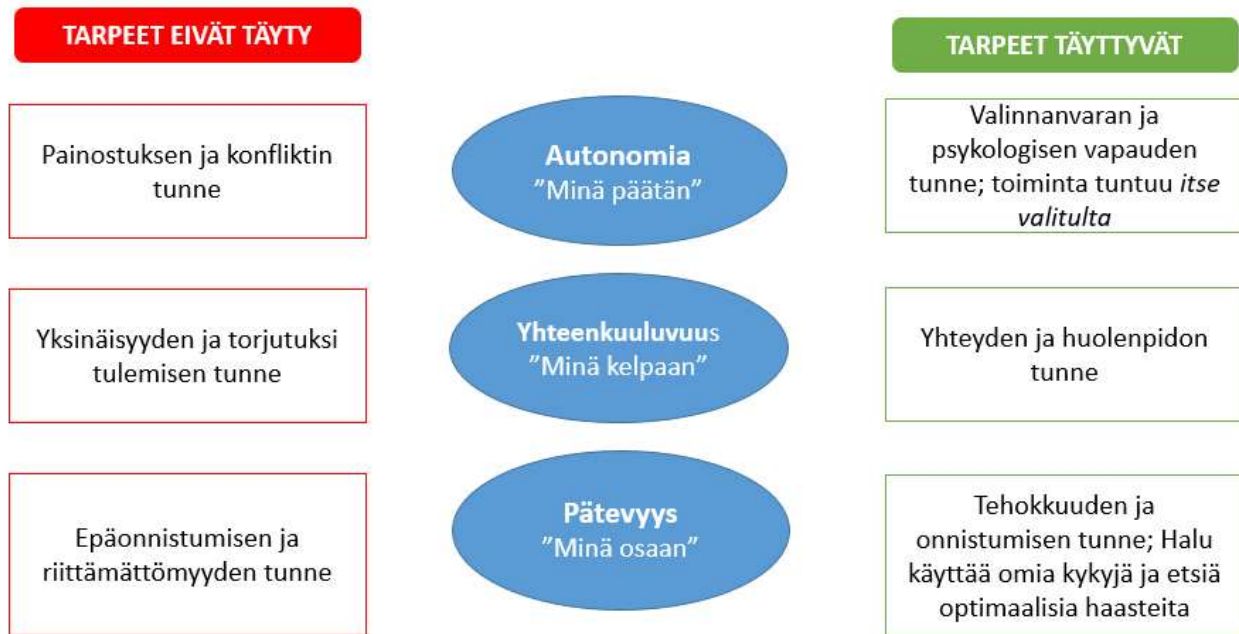 TARPEET EIVÄT TÄYTY
TARPEET TÄYTTYVÄT
Painostuksen ja konfliktin
tunne
Autonomia
”Minä päätän”
Valinnanvaran ja
psykologisen vapauden
tunne; toiminta tuntuu itse
valitulta
Yksinäisyyden ja torjutuksi
tulemisen tunne
Yhteenkuuluvuus
”Minä kelpaan”
Yhteyden ja huolenpidon
tunne
Epäonnistumisen ja
riittämättömyyden tunne
Pätevyys
”Minä osaan”
Tehokkuuden ja
onnistumisen tunne; Halu
käyttää omia kykyjä ja etsiä
optimaalisia haasteita